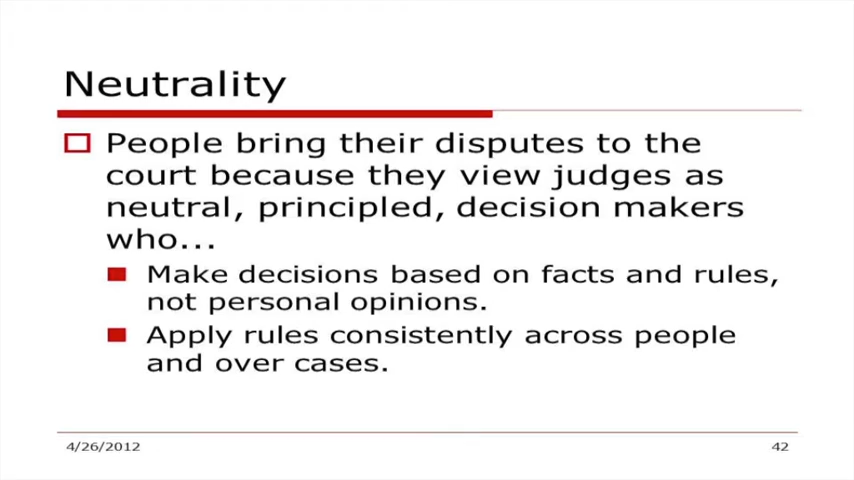 Neutrality
People bring their disputes to the
court because they view judges as
neutral, principled, decision makers
who...
Make decisions based on facts and rules,
not personal opinions.
Apply rules consistently across people
and over cases.
4/26/2012
42